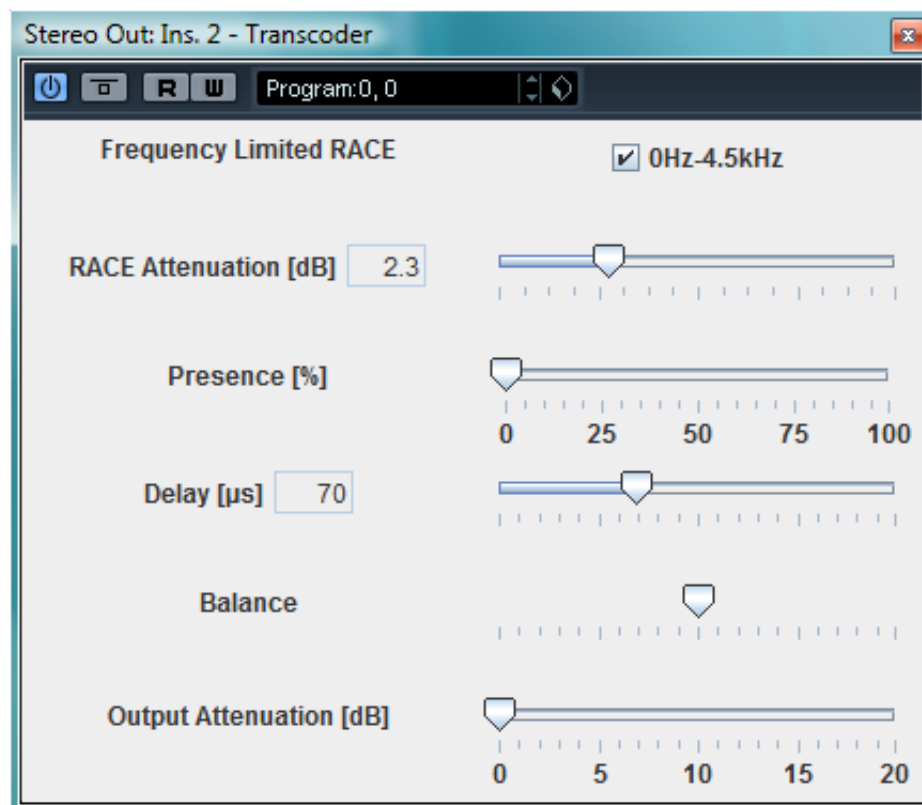 Stereo Out: Ins. 2 - Transcoder
R W Program:0, 0
Frequency Limited RACE 0Hz-4.5kHz
RACE Attenuation [dB] 2.3
Presence [%]
0 25 50 75 100
Delay [µs] 70
Balance
Output Attenuation [dB]
0 5 10 15 20